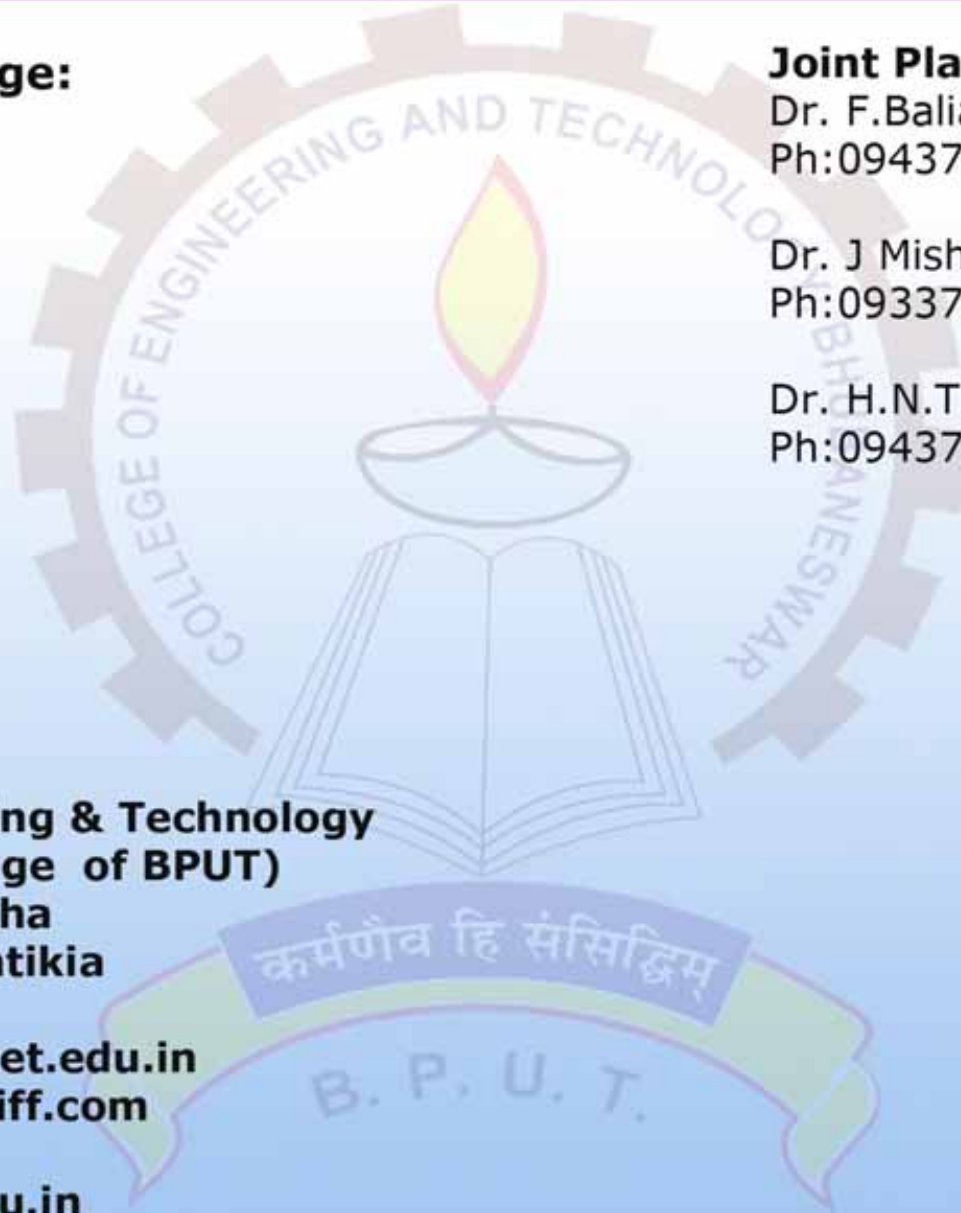 ge:
ng & Technology
ge of BPUT)
ha
tikia
et.edu.in
iff.com
u.in
Joint Pla
Dr. F.Balia
Ph:09437
Dr. J Mish
Ph:09337
Dr. H.N.T
Ph:09437
COLLEGE OF ENGINEERING AND TECHNOLOGY BHUBANESWAR
कर्मणैव हि संसिद्धिम्
B. P. U. T.